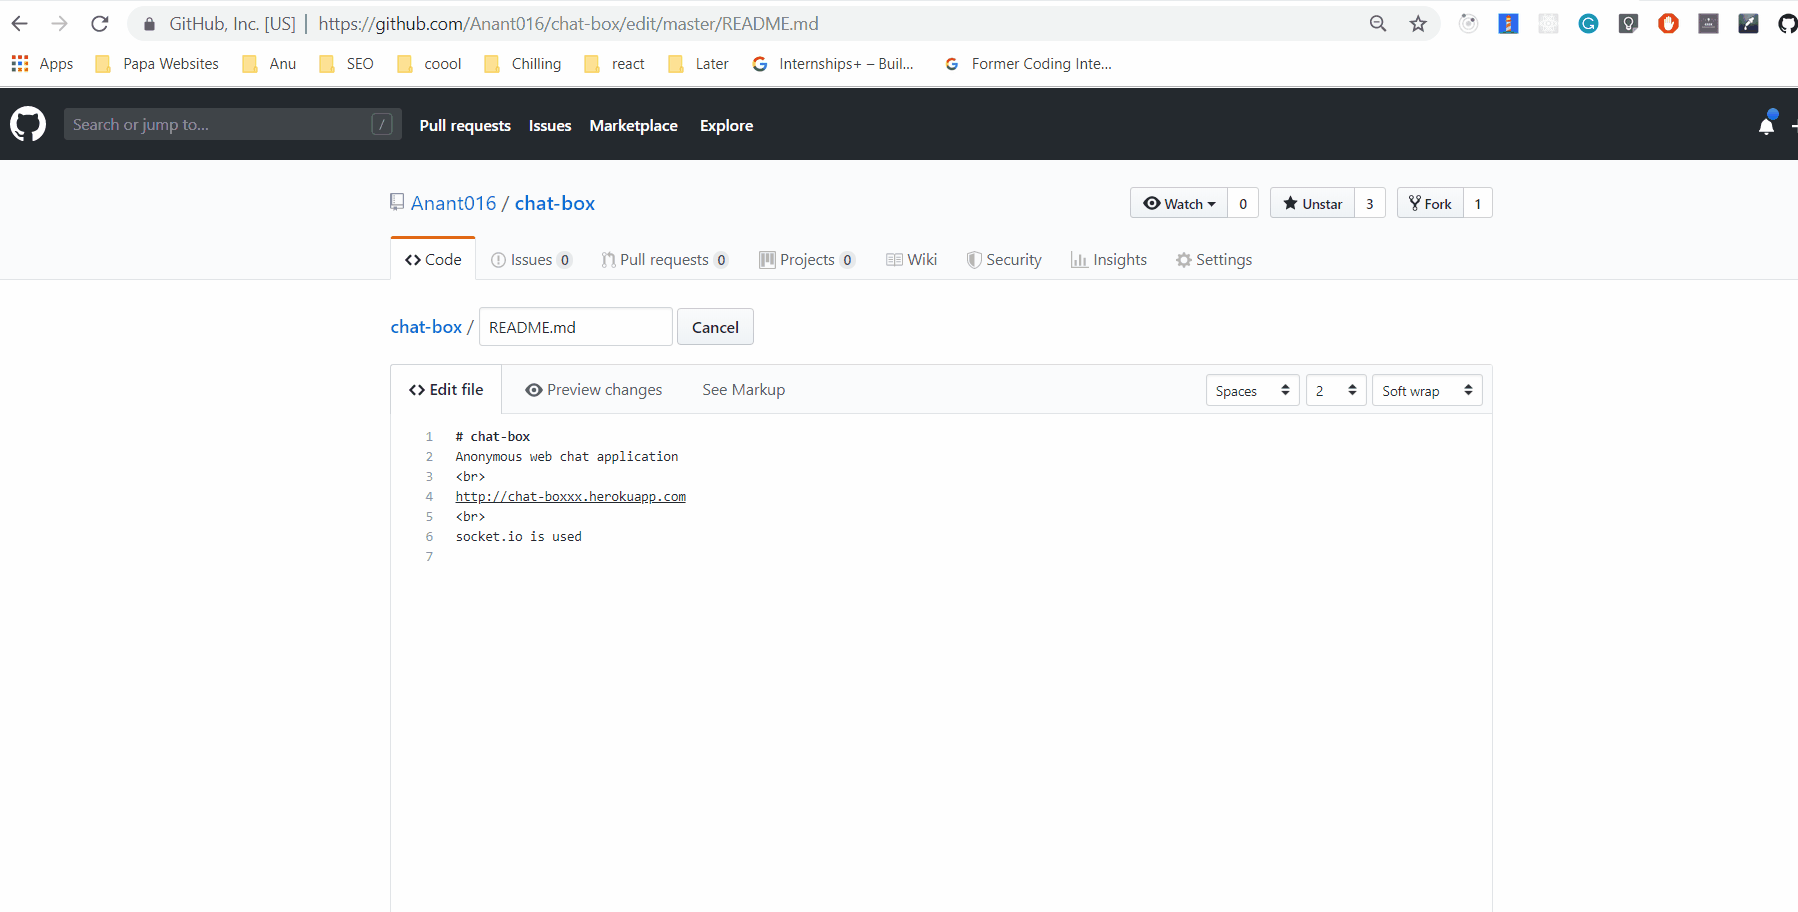 GitHub, Inc. [US] | https://github.com/Anant016/chat-box/edit/master/README.md
Apps Papa Websites Anu SEO coool Chilling react Later Internships+ – Buil... Former Coding Inte...
Search or jump to... / Pull requests Issues Marketplace Explore
Anant016 / chat-box Watch 0 Unstar 3 Fork 1
Code Issues 0 Pull requests 0 Projects 0 Wiki Security Insights Settings
chat-box / README.md Cancel
Edit file Preview changes See Markup Spaces 2 Soft wrap
1 # chat-box
2 Anonymous web chat application
3 <br>
4 http://chat-boxxx.herokuapp.com
5 <br>
6 socket.io is used
7